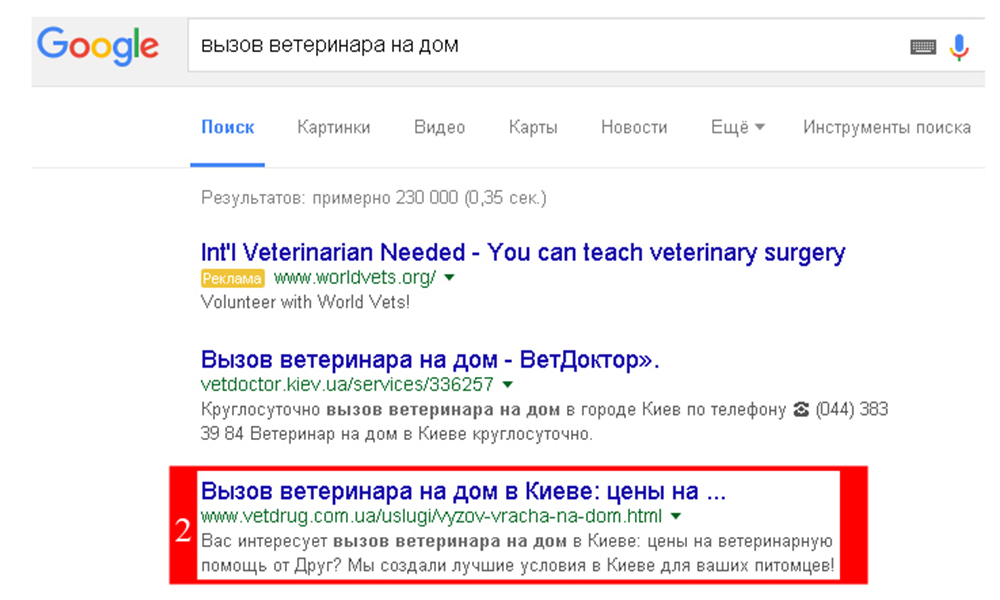 Google
вызов ветеринара на дом
Поиск Картинки Видео Карты Новости Ещё Инструменты поиска
Результатов: примерно 230 000 (0,35 сек.)
Int'l Veterinarian Needed - You can teach veterinary surgery
Реклама www.worldvets.org/
Volunteer with World Vets!
Вызов ветеринара на дом - ВетДоктор».
vetdoctor.kiev.ua/services/336257
Круглосуточно вызов ветеринара на дом в городе Киев по телефону ☎ (044) 383
39 84 Ветеринар на дом в Киеве круглосуточно.
2
Вызов ветеринара на дом в Киеве: цены на ...
www.vetdrug.com.ua/uslugi/vyzov-vracha-na-dom.html
Вас интересует вызов ветеринара на дом в Киеве: цены на ветеринарную
помощь от Друг? Мы создали лучшие условия в Киеве для ваших питомцев!